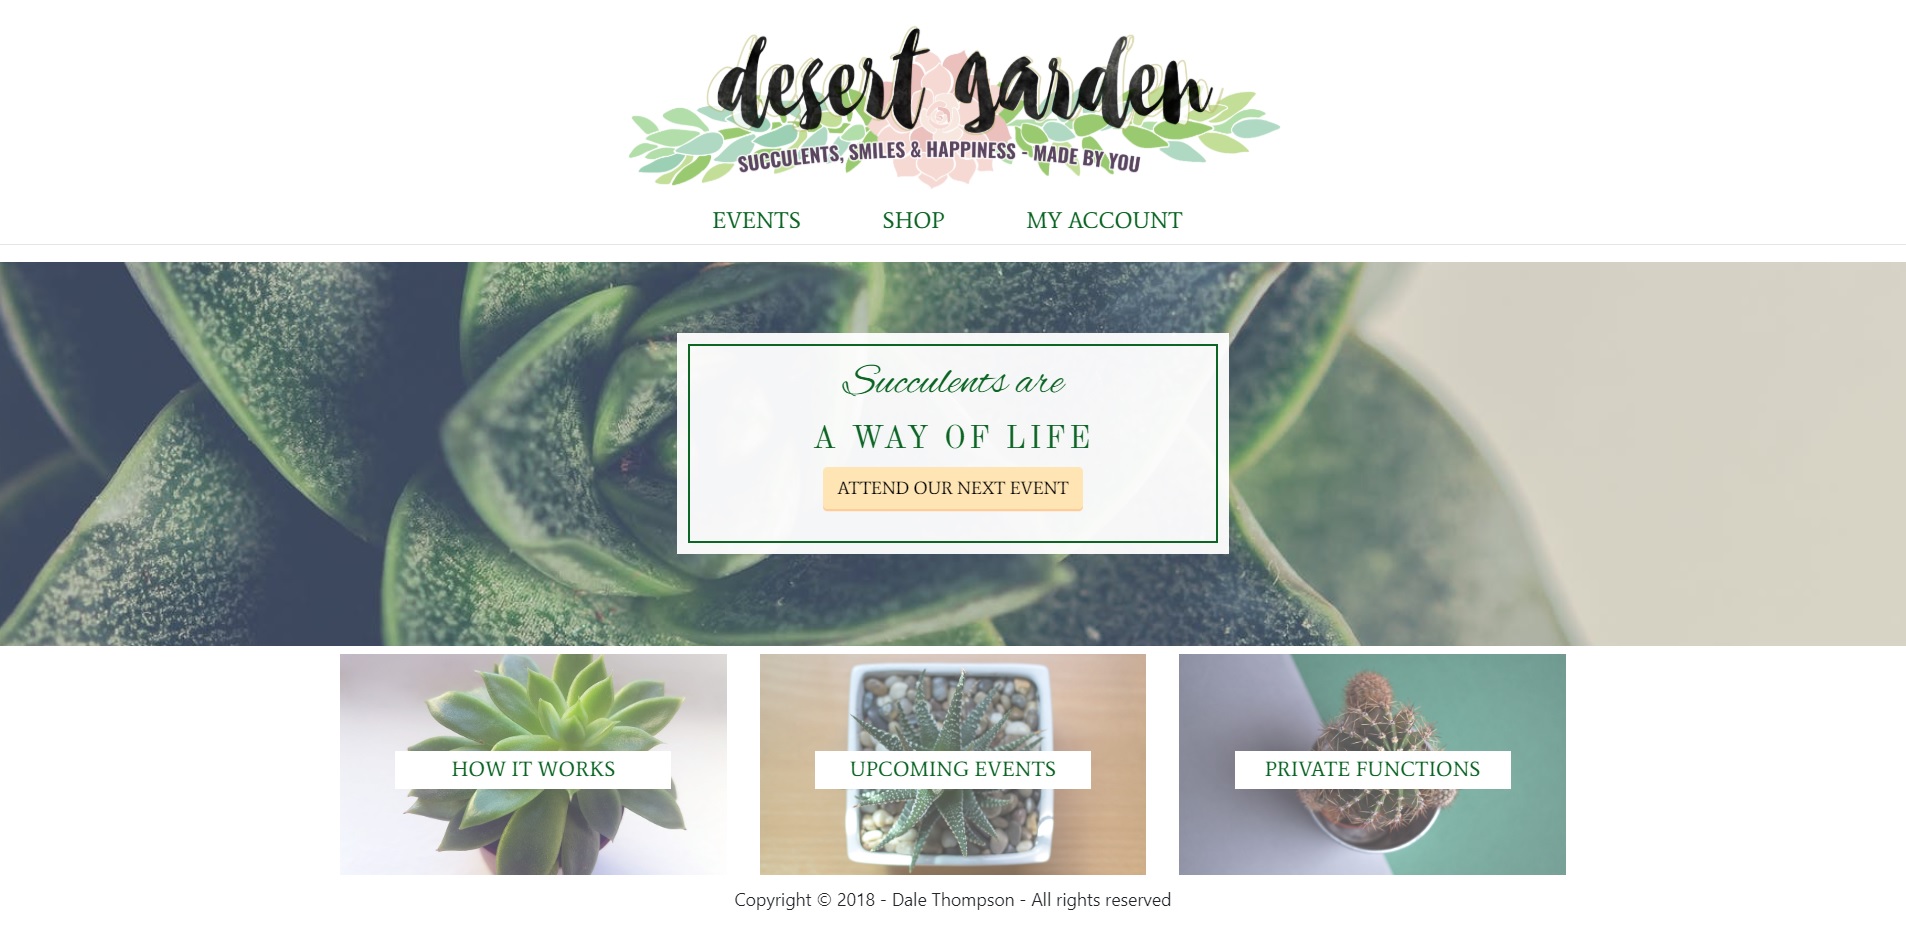 desert garden
SUCCULENTS, SMILES & HAPPINESS - MADE BY YOU
EVENTS SHOP MY ACCOUNT
Succulents are
A WAY OF LIFE
ATTEND OUR NEXT EVENT
HOW IT WORKS UPCOMING EVENTS PRIVATE FUNCTIONS
Copyright © 2018 - Dale Thompson - All rights reserved